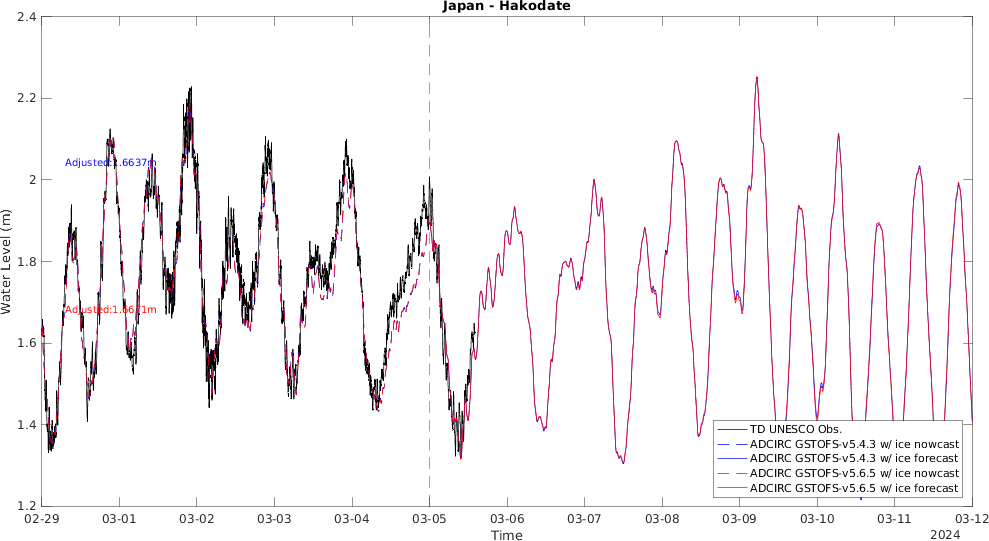 Japan - Hakodate
2.4
2.2
2
1.8
1.6
1.4
1.2
Water Level (m)
Adjusted:1.6637m
Adjusted:1.6671m
TD UNESCO Obs.
ADCIRC GSTOFS-v5.4.3 w/ ice nowcast
ADCIRC GSTOFS-v5.4.3 w/ ice forecast
ADCIRC GSTOFS-v5.6.5 w/ ice nowcast
ADCIRC GSTOFS-v5.6.5 w/ ice forecast
02-29 03-01 03-02 03-03 03-04 03-05 03-06 03-07 03-08 03-09 03-10 03-11 03-12
Time
2024